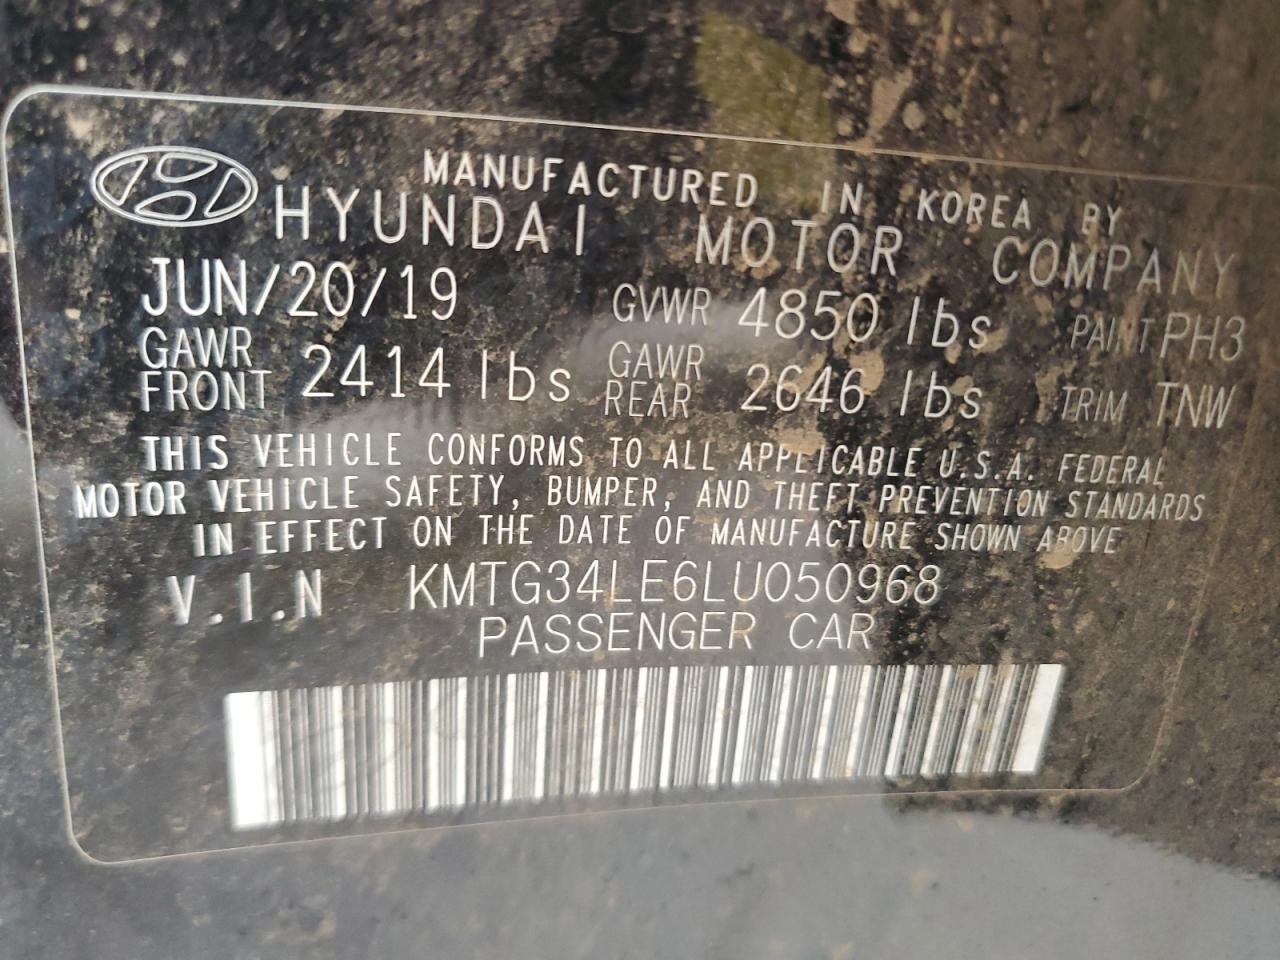 MANUFACTURED IN KOREA BY
HYUNDAI MOTOR COMPANY
JUN/20/19 GVWR 4850 lbs PAINT PH3
GAWR FRONT 2414 lbs GAWR REAR 2646 lbs TRIM TNW
THIS VEHICLE CONFORMS TO ALL APPLICABLE U.S.A. FEDERAL
MOTOR VEHICLE SAFETY, BUMPER, AND THEFT PREVENTION STANDARDS
IN EFFECT ON THE DATE OF MANUFACTURE SHOWN ABOVE
V.I.N KMTG34LE6LU050968
PASSENGER CAR